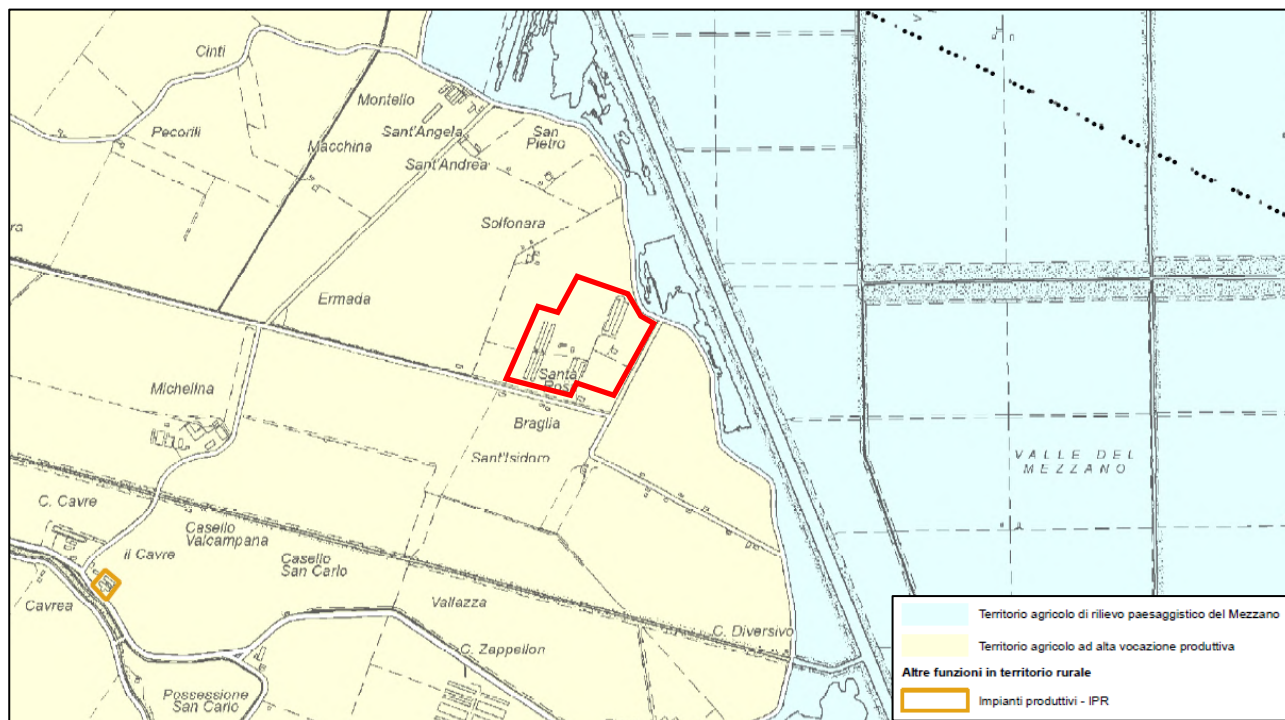 Cinti
Montello
Pecorili
Sant'Angela
San
Pietro
Macchina
Sant'Andrea
Solfonara
ra
Ermada
Santa
Michelina
Braglia
Sant'Isidoro
VALLE DEL
MEZZANO
C. Cavre
Casello
Valcampana
il Cavre
Casello
San Carlo
Cavrea
Vallazza
C. Diversivo
C. Zappellon
Possessione
San Carlo
Territorio agricolo di rilievo paesaggistico del Mezzano
Territorio agricolo ad alta vocazione produttiva
Altre funzioni in territorio rurale
Impianti produttivi - IPR